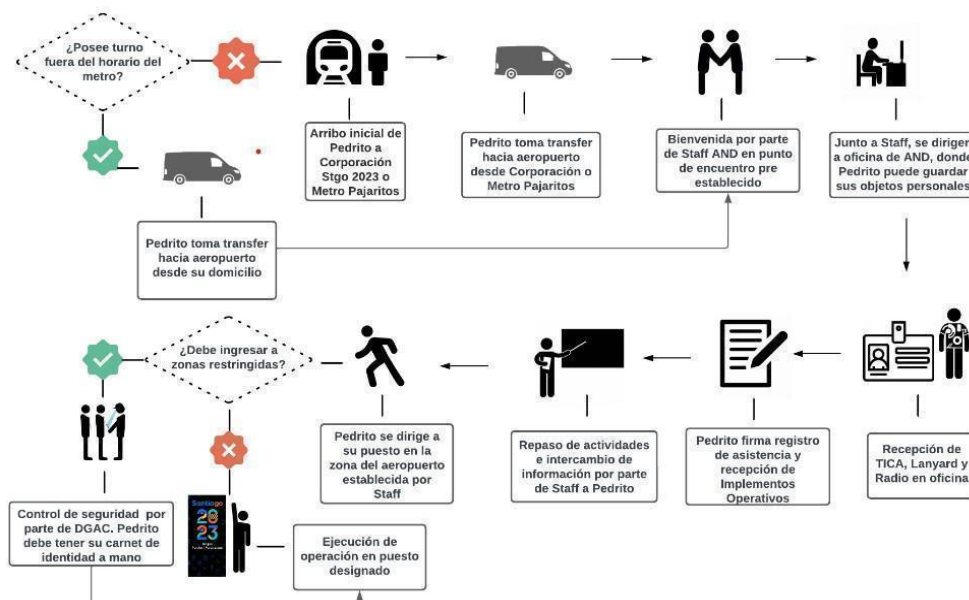 ¿Posee turno
fuera del horario del
metro?
Arribo inicial de
Pedrito a
Corporación
Stgo 2023 o
Metro Pajaritos
Pedrito toma transfer
hacia aeropuerto
desde Corporación o
Metro Pajaritos
Bienvenida por parte
de Staff AND en punto
de encuentro pre
establecido
Junto a Staff, se dirigen
a oficina de AND, donde
Pedrito puede guardar
sus objetos personales
Pedrito toma transfer
hacia aeropuerto
desde su domicilio
Recepción de
TICA, Lanyard y
Radio en oficina
Pedrito firma registro
de asistencia y
recepción de
Implementos
Operativos
Repaso de actividades
e intercambio de
información por parte
de Staff a Pedrito
Pedrito se dirige a
su puesto en la
zona del aeropuerto
establecida por
Staff
¿Debe ingresar a
zonas restringidas?
Control de seguridad por
parte de DGAC. Pedrito
debe tener su carnet de
identidad a mano
Santiago
20
23
Ejecución de
operación en puesto
designado